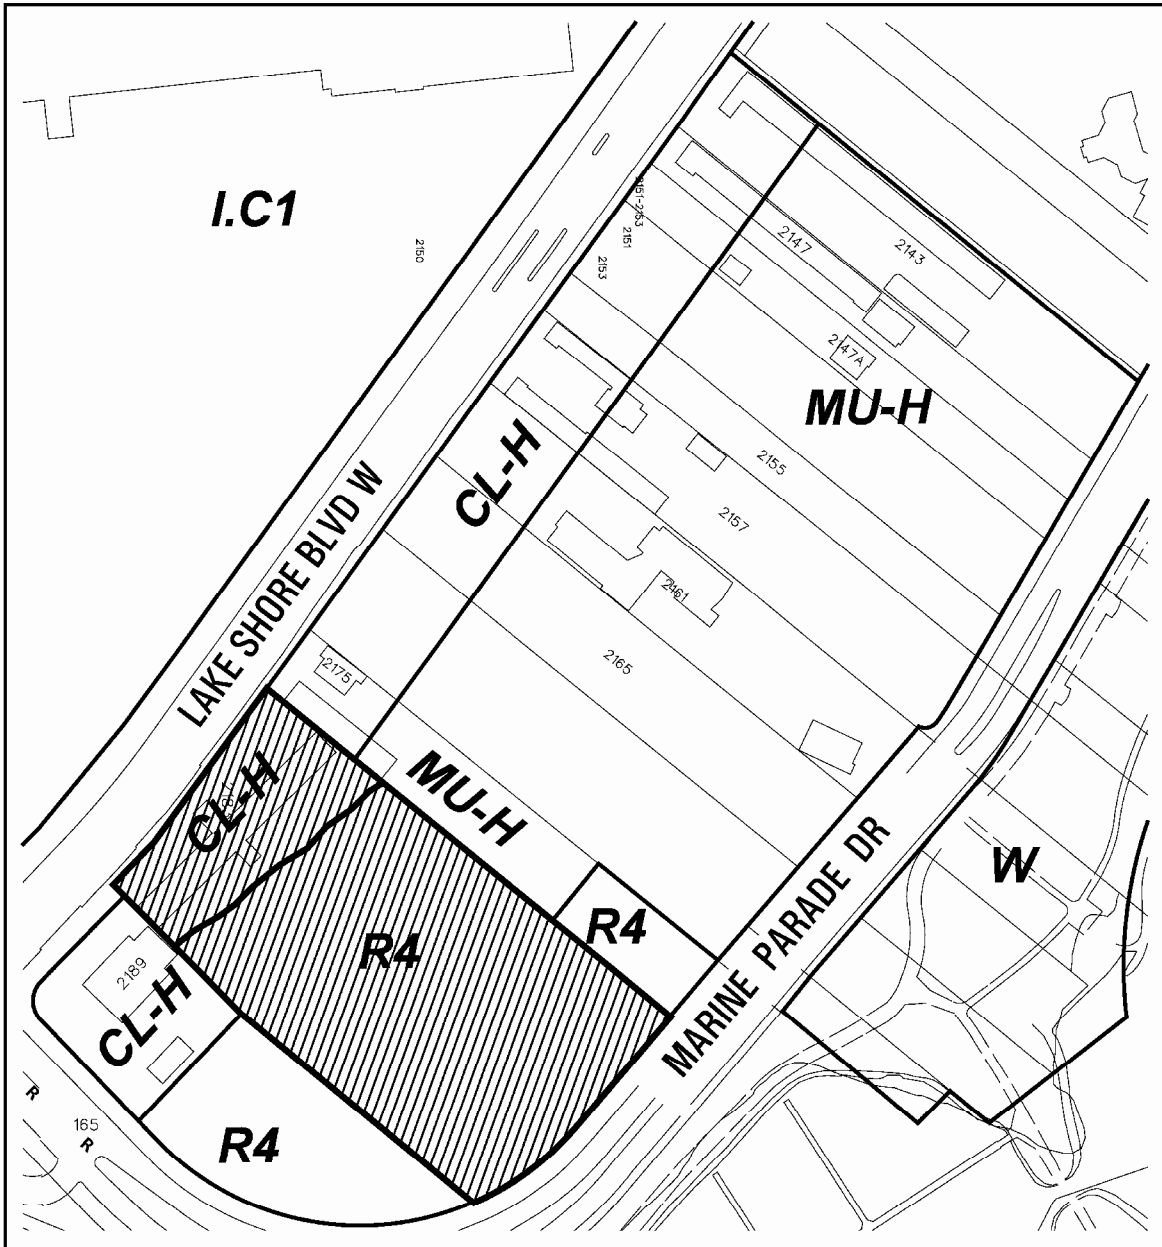 I.C1
2150
2151-2153
2151
2153
2147
2143
2147A
MU-H
CL-H
2155
2157
2161
2165
LAKE SHORE BLVD W
2175
CL-H
MU-H
R4
R4
MARINE PARADE DR
W
2189
CL-H
R4
R
165
R